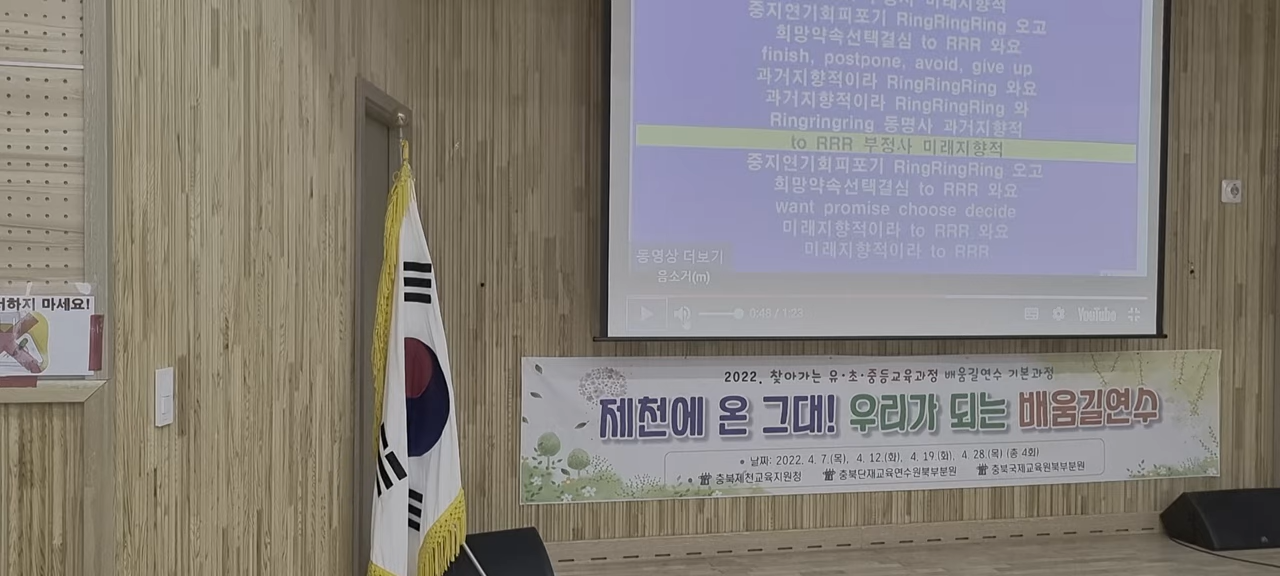 중지연기회피포기 RingRingRing 오고
희망약속선택결심 to RRR 와요
finish, postpone, avoid, give up
과거지향적이라 RingRingRing 와요
과거지향적이라 RingRingRing 와
Ringringring 동명사 과거지향적
to RRR 부정사 미래지향적
중지연기회피포기 RingRingRing 오고
희망약속선택결심 to RRR 와요
want promise choose decide
미래지향적이라 to RRR 와요
미래지향적이라 to RRR
동영상 더보기
음소거(m)
0:48 / 1:23
YouTube
하지 마세요!
2022. 찾아가는 유·초·중등교육과정 배움길연수 기본과정
제천에 온 그대! 우리가 되는 배움길연수
• 날짜: 2022. 4. 7.(목), 4. 12.(화), 4. 19.(화), 4. 28.(목) (총 4회)
• 충북제천교육지원청 충북단재교육연수원북부분원 충북국제교육원북부분원